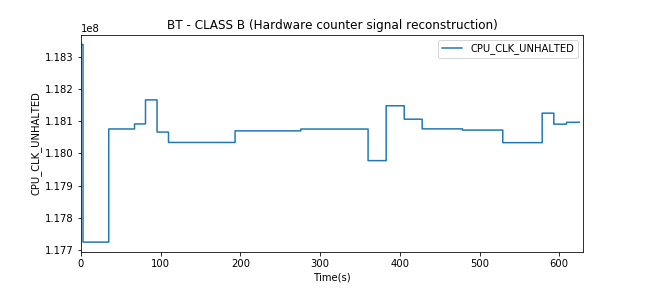 BT - CLASS B (Hardware counter signal reconstruction)
1e8
CPU_CLK_UNHALTED
1.183
1.182
1.181
1.180
1.179
1.178
1.177
CPU_CLK_UNHALTED
0 100 200 300 400 500 600
Time(s)